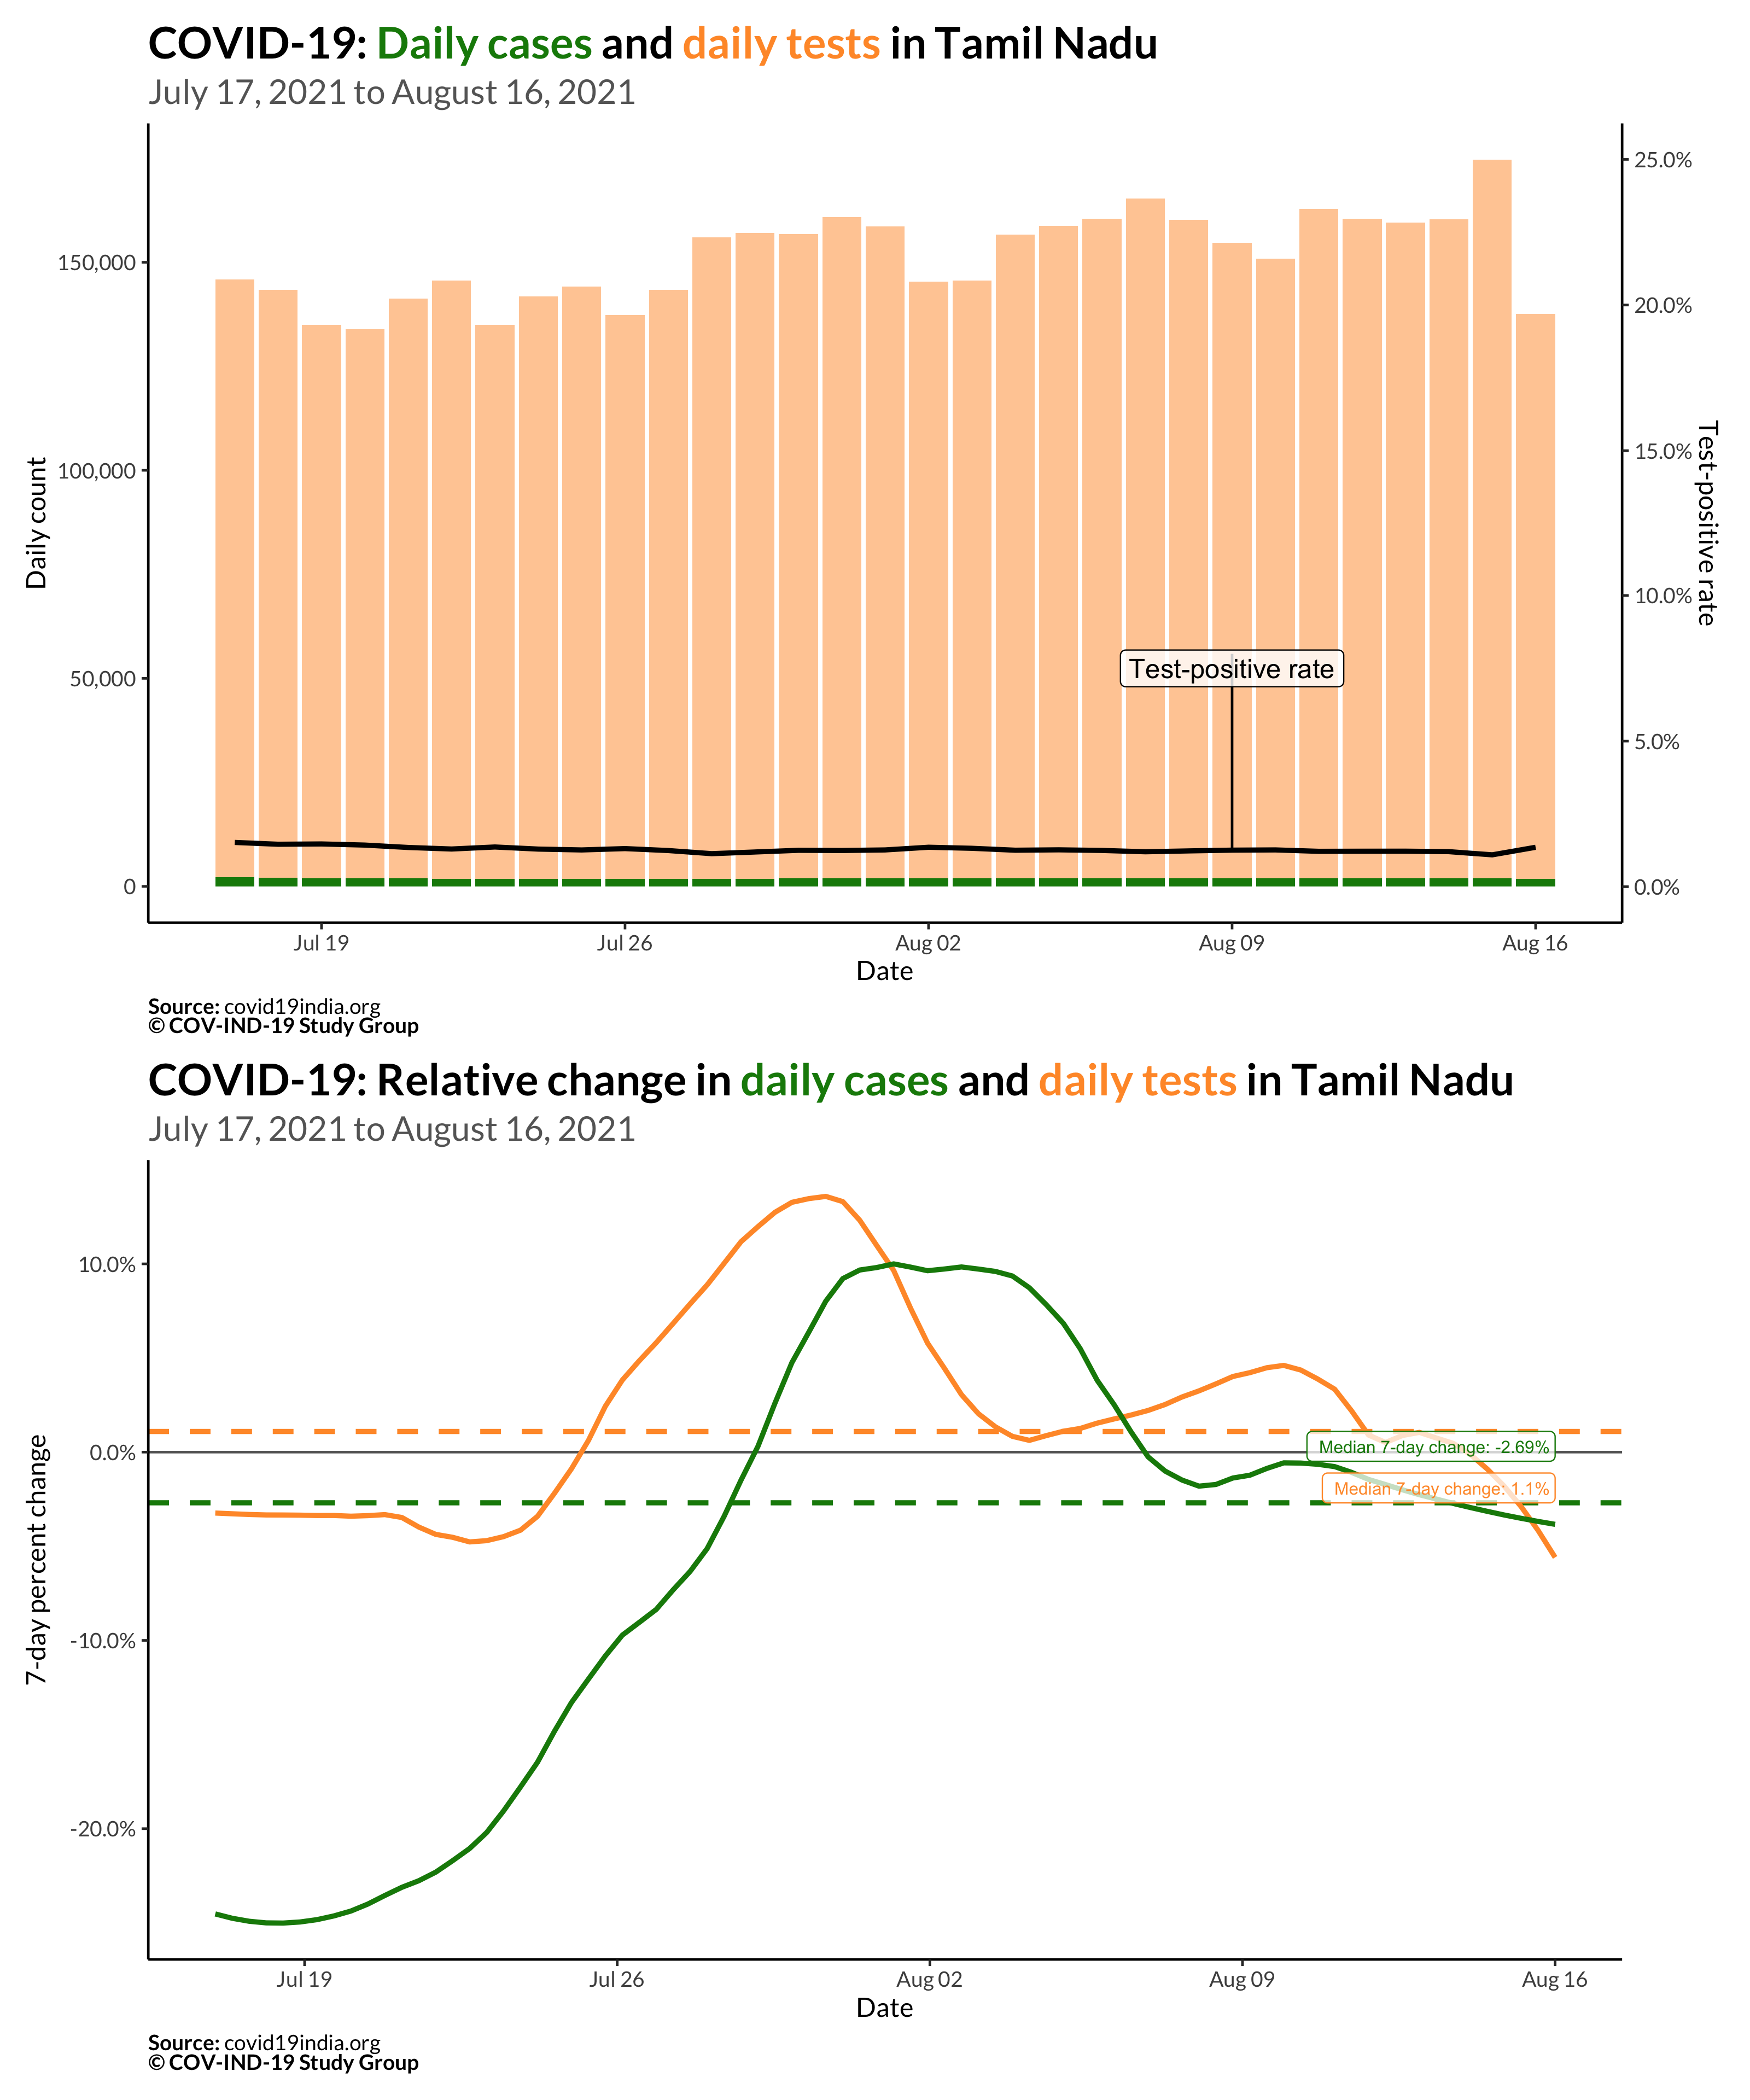 COVID-19: Daily cases and daily tests in Tamil Nadu
July 17, 2021 to August 16, 2021
Daily count
150,000
100,000
50,000
0
25.0%
20.0%
15.0%
10.0%
5.0%
0.0%
Test-positive rate
Test-positive rate
Jul 19
Jul 26
Aug 02
Aug 09
Aug 16
Date
Source: covid19india.org
© COV-IND-19 Study Group
COVID-19: Relative change in daily cases and daily tests in Tamil Nadu
July 17, 2021 to August 16, 2021
7-day percent change
10.0%
0.0%
-10.0%
-20.0%
Median 7-day change: -2.69%
Median 7-day change: 1.1%
Jul 19
Jul 26
Aug 02
Aug 09
Aug 16
Date
Source: covid19india.org
© COV-IND-19 Study Group